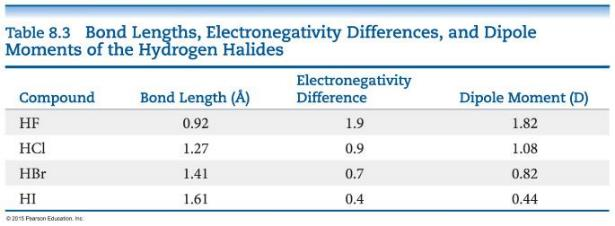 Table 8.3 Bond Lengths, Electronegativity Differences, and Dipole
Moments of the Hydrogen Halides
Compound Bond Length (Å) Electronegativity Difference Dipole Moment (D)
HF 0.92 1.9 1.82
HCl 1.27 0.9 1.08
HBr 1.41 0.7 0.82
HI 1.61 0.4 0.44
© 2015 Pearson Education, Inc.